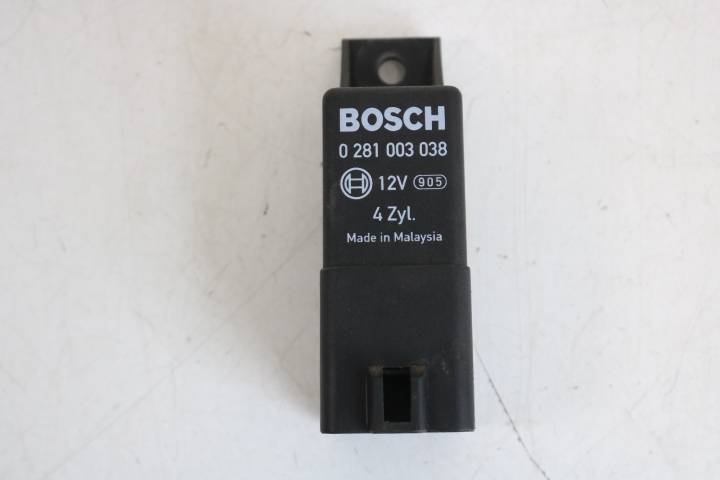 BOSCH
0 281 003 038
12V 905
4 Zyl.
Made in Malaysia